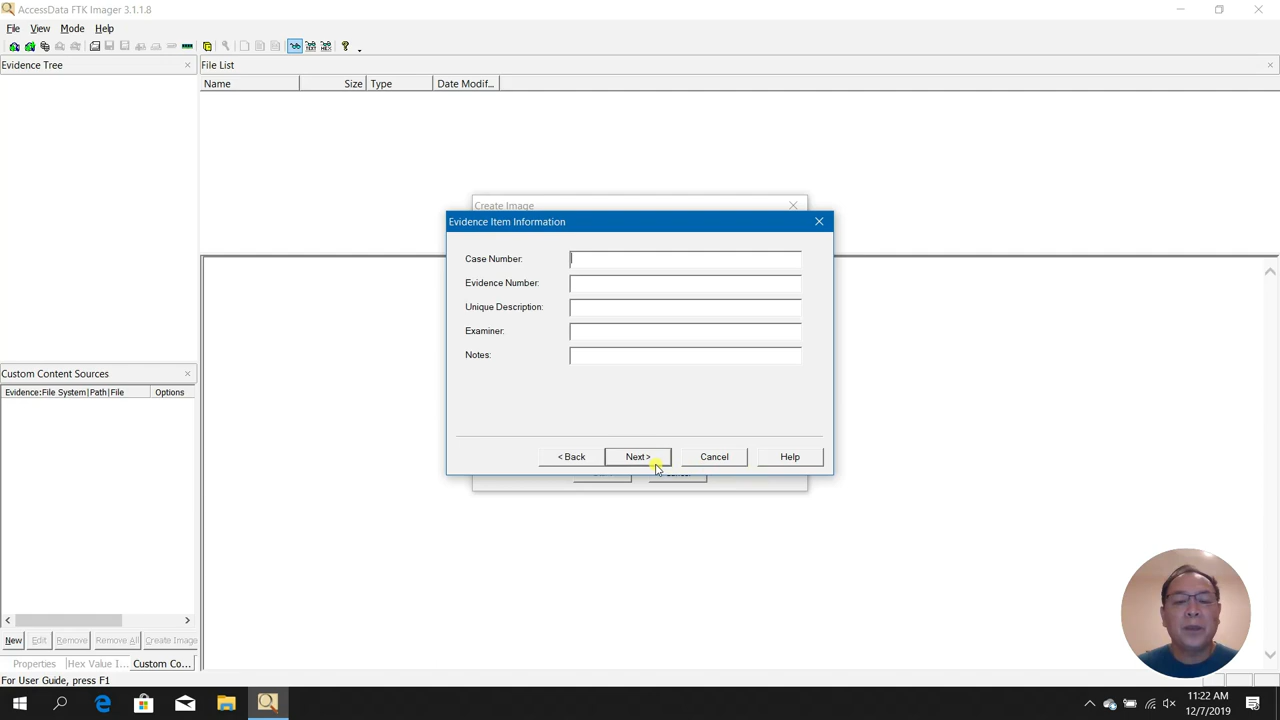 AccessData FTK Imager 3.1.1.8
File View Mode Help
Evidence Tree
File List
Name Size Type Date Modif...
Create Image
Evidence Item Information
Case Number:
Evidence Number:
Unique Description:
Examiner:
Notes:
< Back Next > Cancel Help
Custom Content Sources
Evidence:File System|Path|File Options
New Edit Remove Remove All Create Image
Properties Hex Value I... Custom Co...
For User Guide, press F1
11:22 AM
12/7/2019